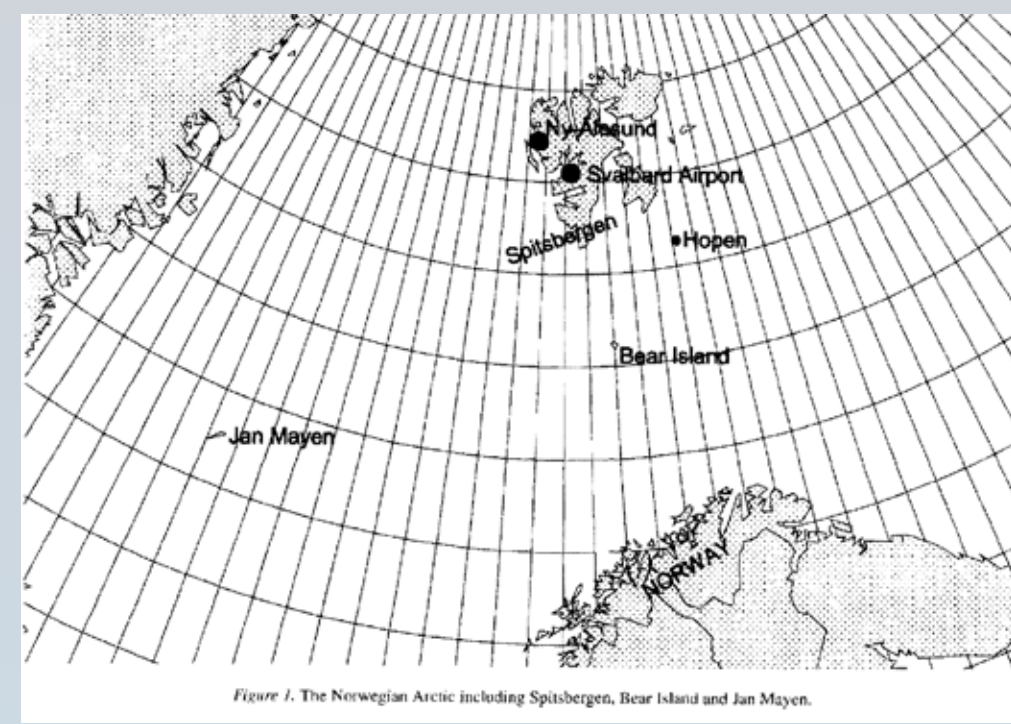 Ny-Ålesund
Svalbard Airport
Spitsbergen
Hopen
Bear Island
Jan Mayen
NORWAY
Figure 1. The Norwegian Arctic including Spitsbergen, Bear Island and Jan Mayen.